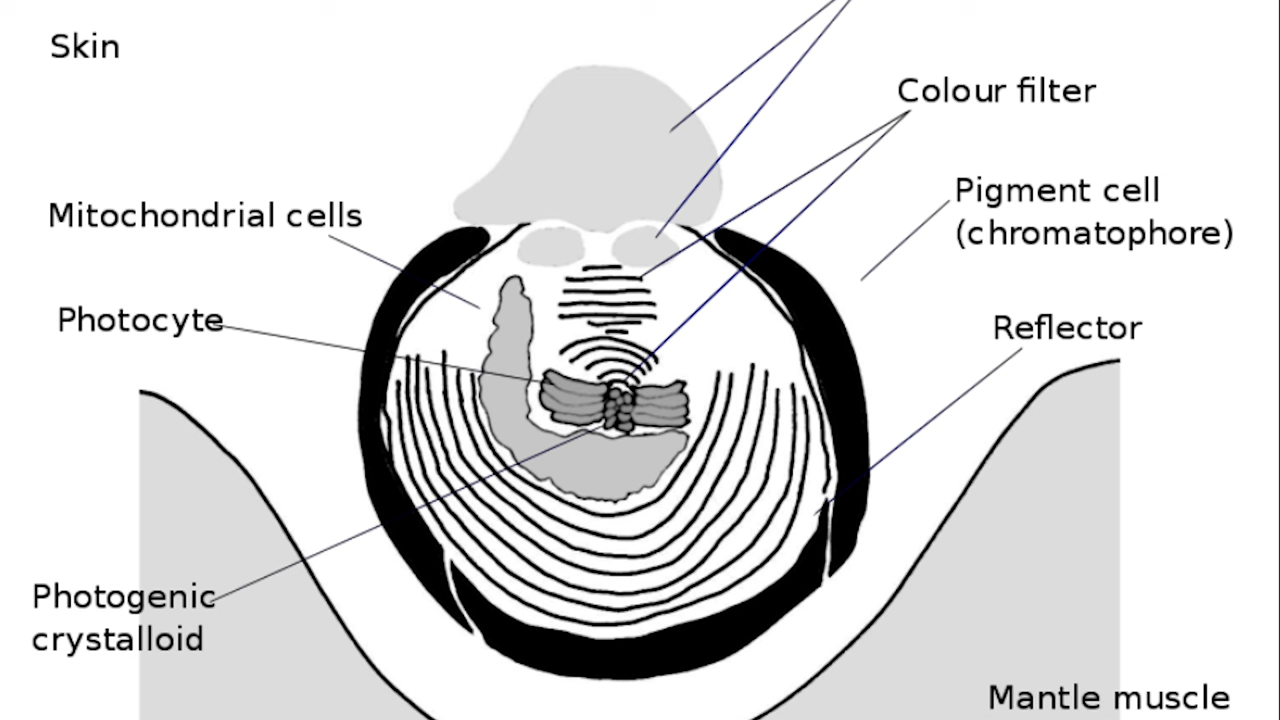 Skin
Colour filter
Pigment cell
(chromatophore)
Mitochondrial cells
Photocyte
Reflector
Photogenic
crystalloid
Mantle muscle